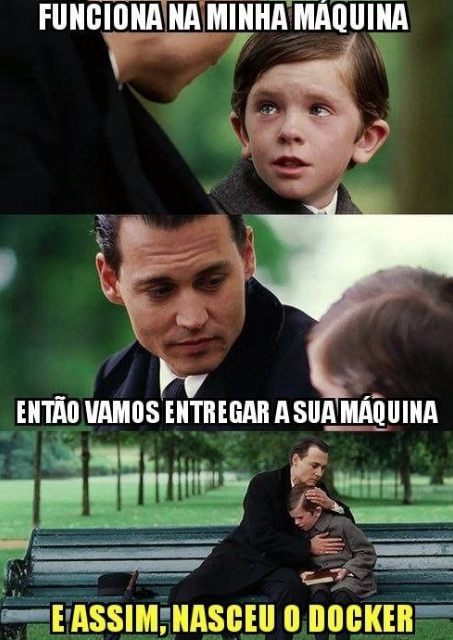 FUNCIONA NA MINHA MÁQUINA
ENTÃO VAMOS ENTREGAR A SUA MÁQUINA
E ASSIM, NASCEU O DOCKER